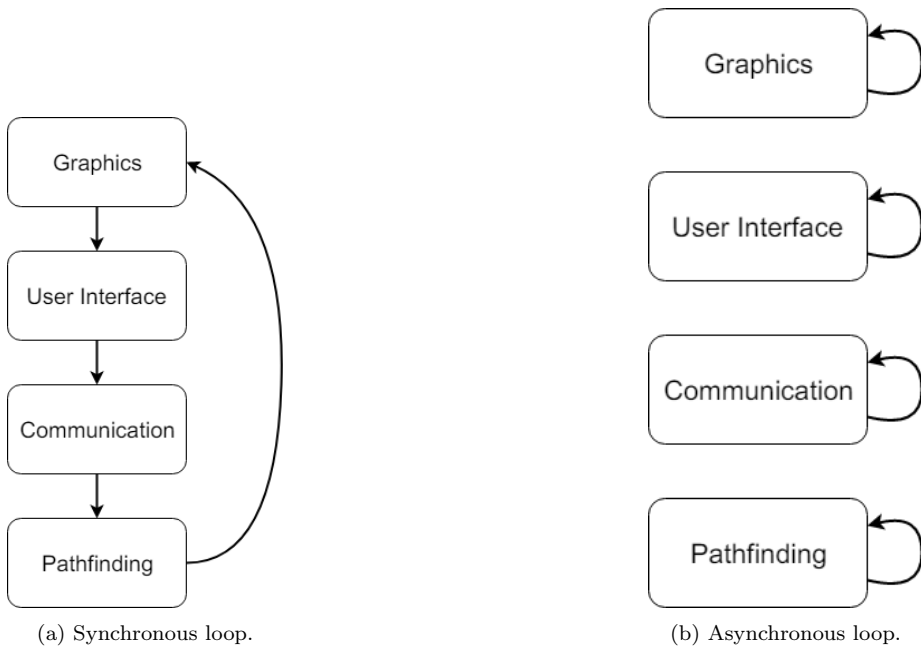 Graphics
User Interface
Communication
Pathfinding
(a) Synchronous loop.
Graphics
User Interface
Communication
Pathfinding
(b) Asynchronous loop.